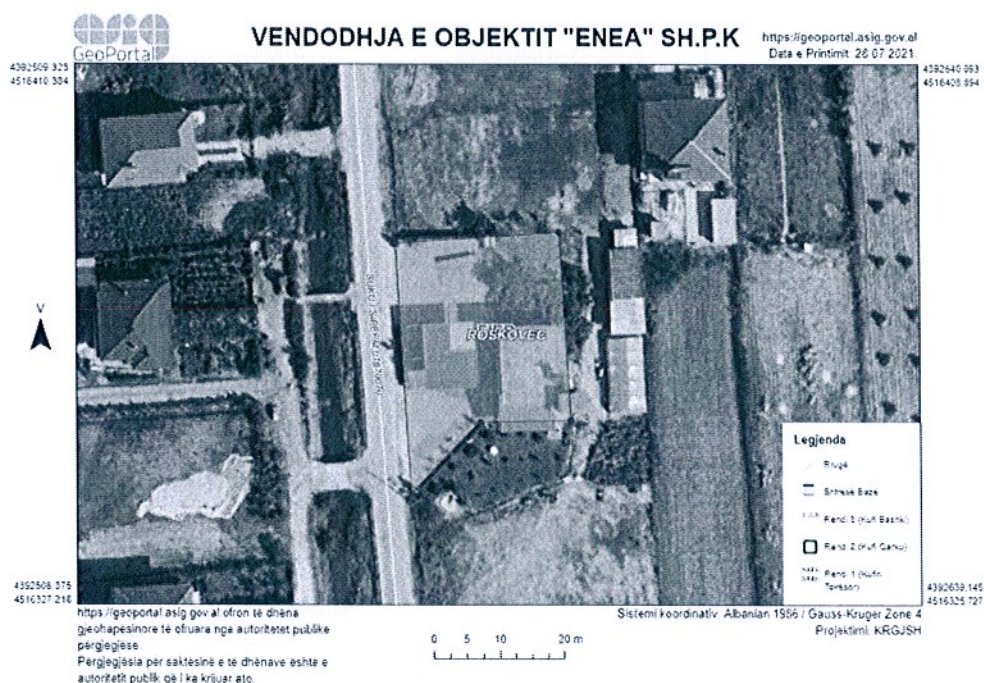 GeoPortal
VENDODHJA E OBJEKTIT "ENEA" SH.P.K
https://geoportal.asig.gov.al
Data e Printimit: 26 07 2021
4392509.925
4516410.384
4392640.693
4516408.894
V
ROSKOVEC
Legjenda
Rrugë
Shtresë Baze
Rendi 3 (Kufi Bashki)
Rendi 2 (Kufi Qarku)
Rendi 1 (Kufiri
Tokësor)
4392508.375
4516327.218
4392639.145
4516325.727
https://geoportal.asig.gov.al ofron të dhëna
gjeohapësinore të ofruara nga autoritetet publike
përgjegjëse.
Përgjegjësia për saktësinë e të dhënave është e
autoritetit publik që i ka krijuar ato.
0 5 10 20 m
Sistemi koordinativ: Albanian 1986 / Gauss-Kruger Zone 4
Projektimi: KRGJSH